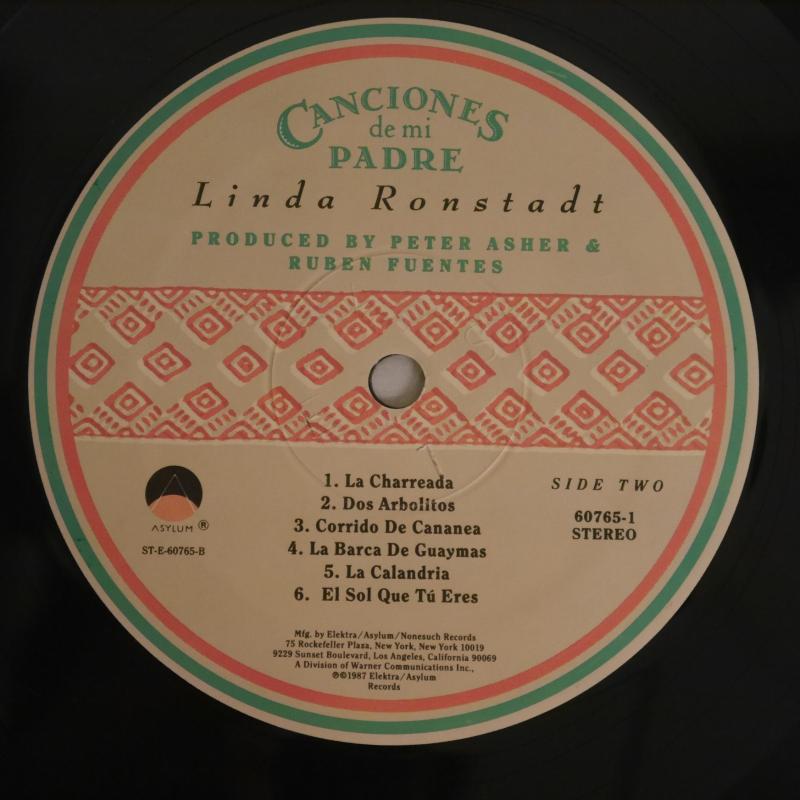 CANCIONES
de mi
PADRE
Linda Ronstadt
PRODUCED BY PETER ASHER &
RUBEN FUENTES
ASYLUM ®
ST-E-60765-B
1. La Charreada
2. Dos Arbolitos
3. Corrido De Cananea
4. La Barca De Guaymas
5. La Calandria
6. El Sol Que Tú Eres
SIDE TWO
60765-1
STEREO
Mfg. by Elektra/Asylum/Nonesuch Records
75 Rockefeller Plaza, New York, New York 10019
9229 Sunset Boulevard, Los Angeles, California 90069
A Division of Warner Communications Inc.,
℗©1987 Elektra/Asylum
Records